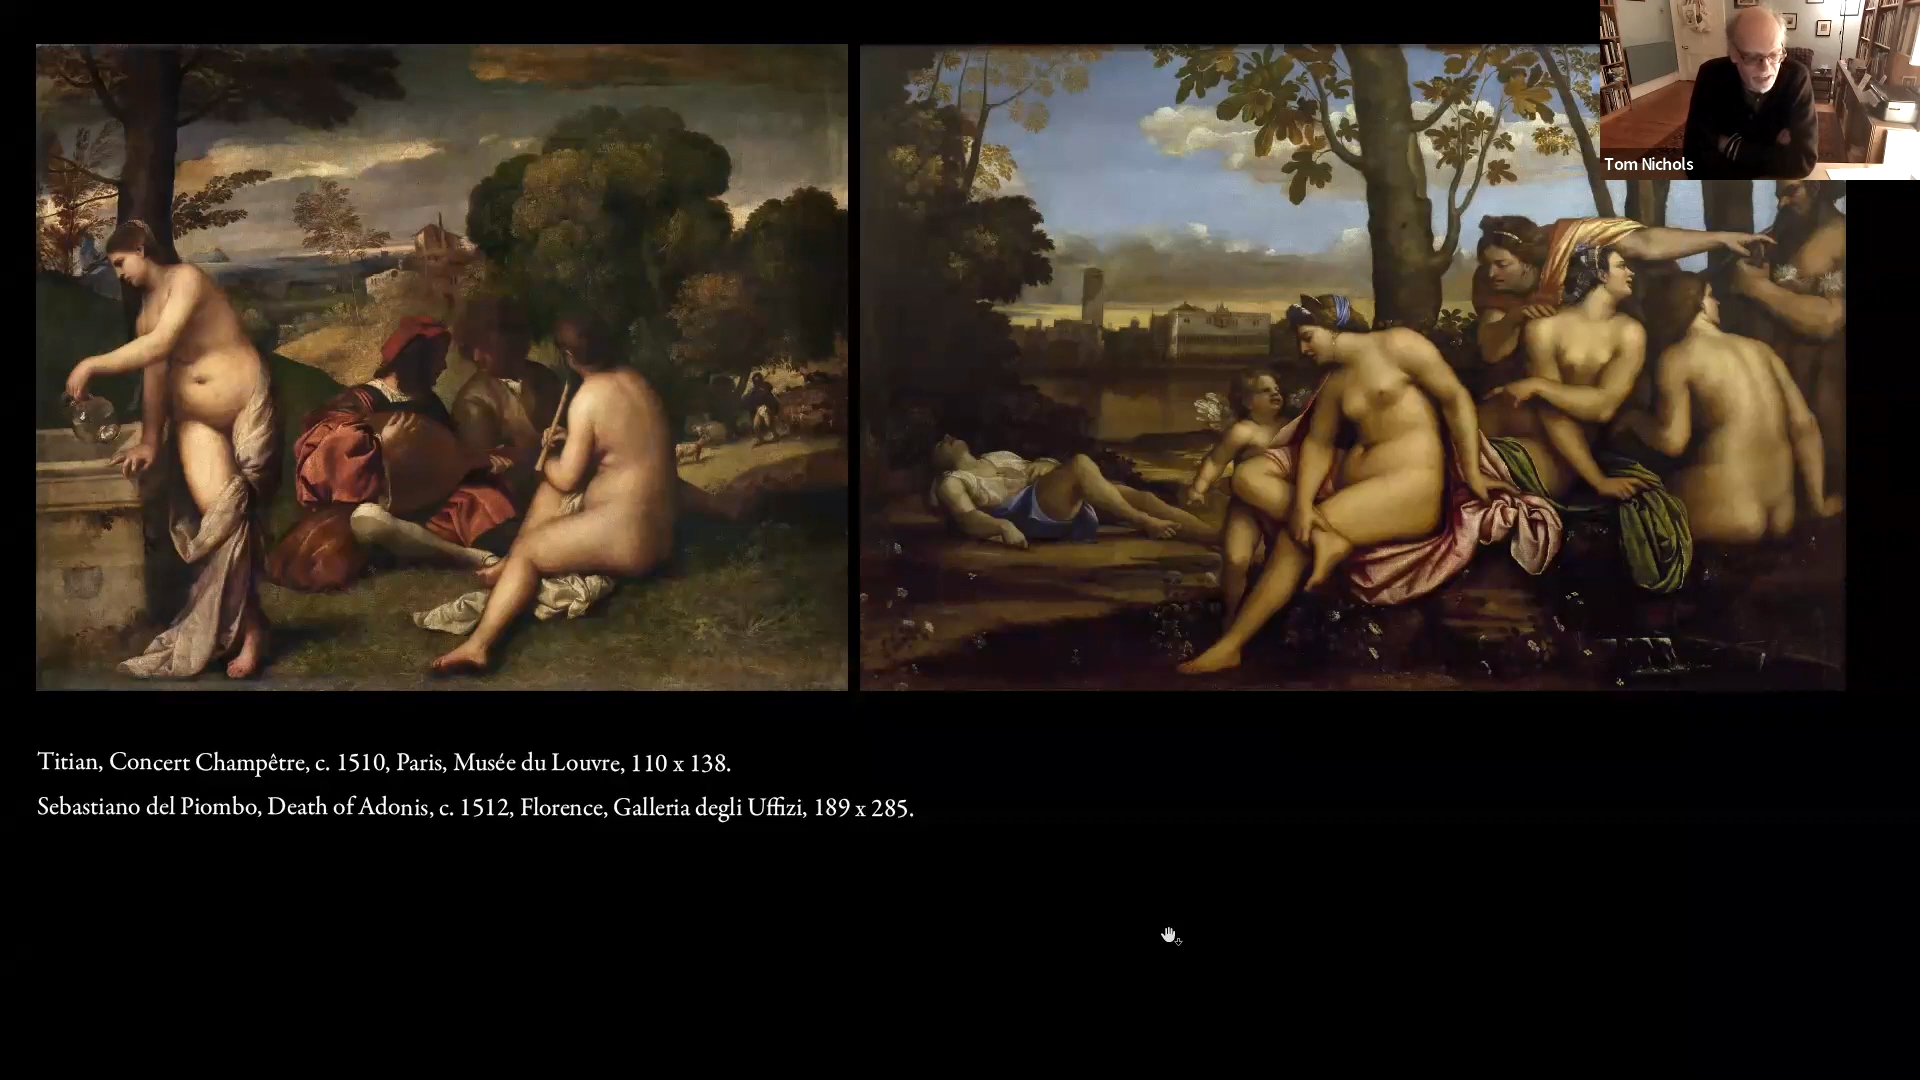 Tom Nichols
Titian, Concert Champêtre, c. 1510, Paris, Musée du Louvre, 110 x 138.
Sebastiano del Piombo, Death of Adonis, c. 1512, Florence, Galleria degli Uffizi, 189 x 285.